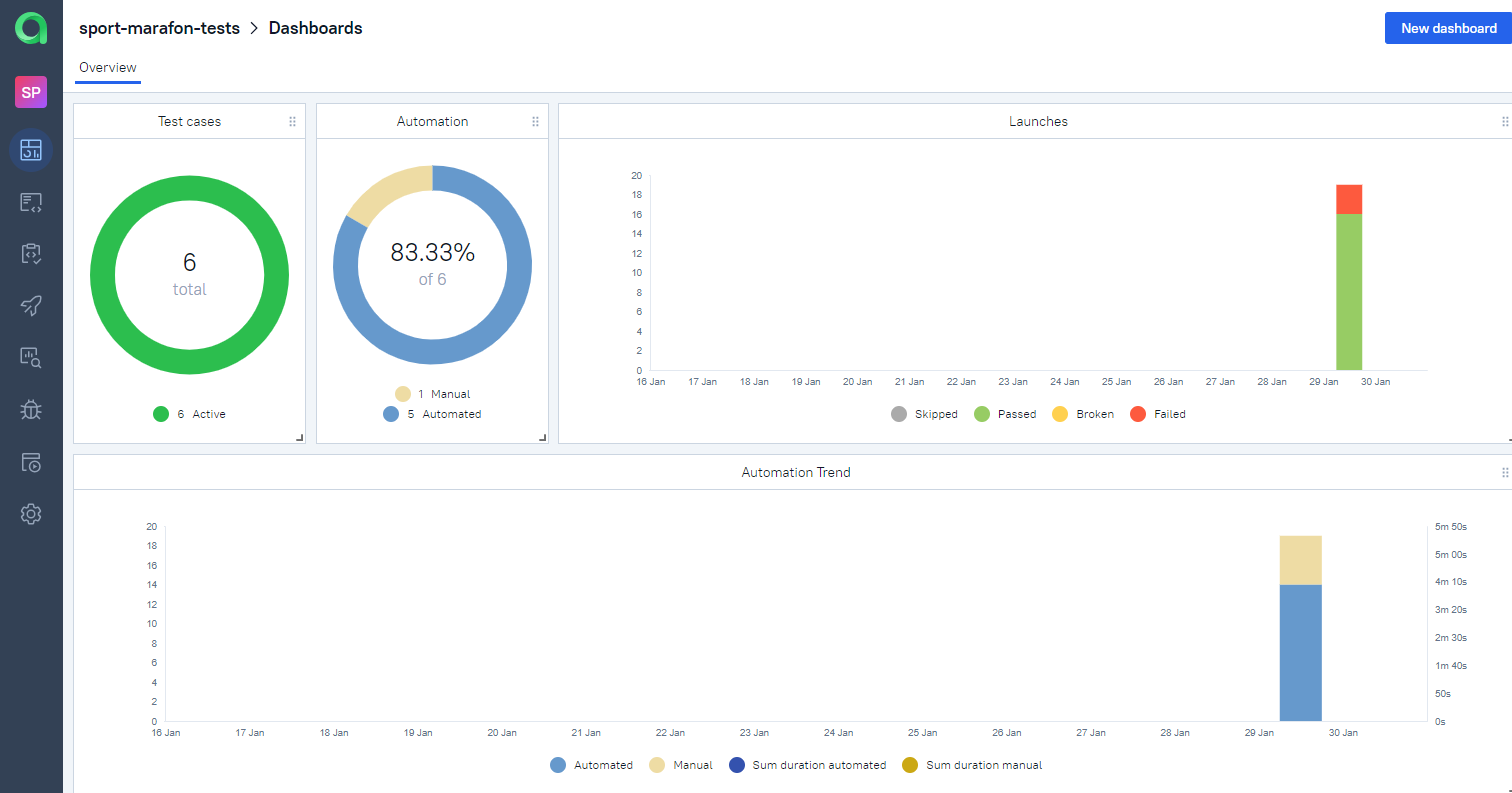 sport-marafon-tests > Dashboards
New dashboard
Overview
SP
Test cases
6
total
6 Active
Automation
83.33%
of 6
1 Manual
5 Automated
Launches
20
18
16
14
12
10
8
6
4
2
0
16 Jan 17 Jan 18 Jan 19 Jan 20 Jan 21 Jan 22 Jan 23 Jan 24 Jan 25 Jan 26 Jan 27 Jan 28 Jan 29 Jan 30 Jan
Skipped Passed Broken Failed
Automation Trend
20
18
16
14
12
10
8
6
4
2
0
5m 50s
5m 00s
4m 10s
3m 20s
2m 30s
1m 40s
50s
0s
16 Jan 17 Jan 18 Jan 19 Jan 20 Jan 21 Jan 22 Jan 23 Jan 24 Jan 25 Jan 26 Jan 27 Jan 28 Jan 29 Jan 30 Jan
Automated Manual Sum duration automated Sum duration manual